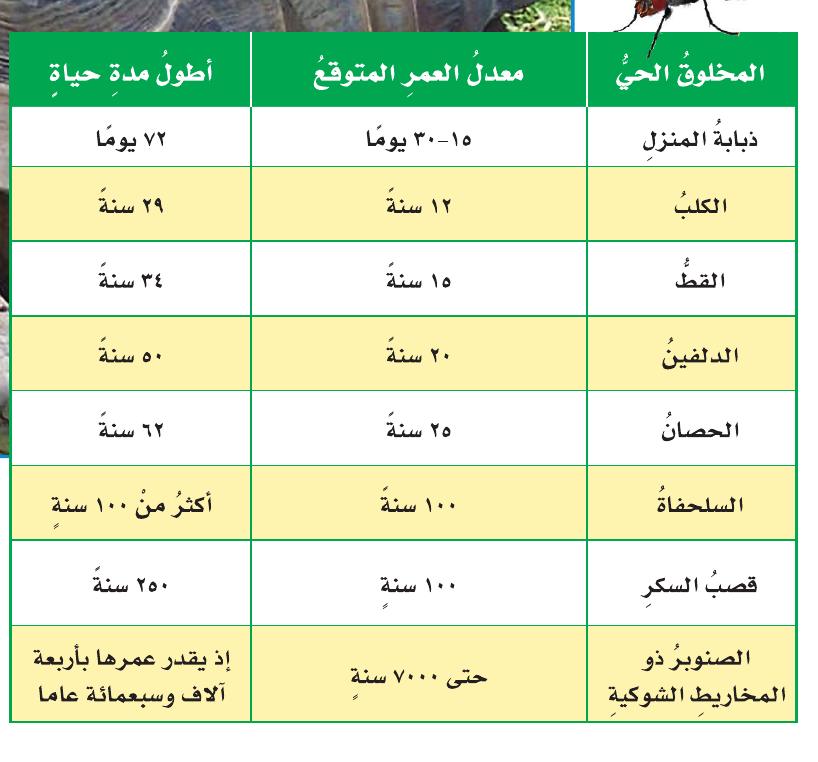 المخلوقُ الحيُّ	معدلُ العمرِ المتوقعُ	أطولُ مدةِ حياةٍ
ذبابةُ المنزلِ	١٥-٣٠ يومًا	٧٢ يومًا
الكلبُ	١٢ سنةً	٢٩ سنةً
القطُّ	١٥ سنةً	٣٤ سنةً
الدلفينُ	٢٠ سنةً	٥٠ سنةً
الحصانُ	٢٥ سنةً	٦٢ سنةً
السلحفاةُ	١٠٠ سنةً	أكثرُ منْ ١٠٠ سنةٍ
قصبُ السكرِ	١٠٠ سنةٍ	٢٥٠ سنةً
الصنوبرُ ذو
المخاريطِ الشوكيةِ
حتى ٧٠٠٠ سنةٍ
إذ يقدر عمرها بأربعة
آلاف وسبعمائة عاما